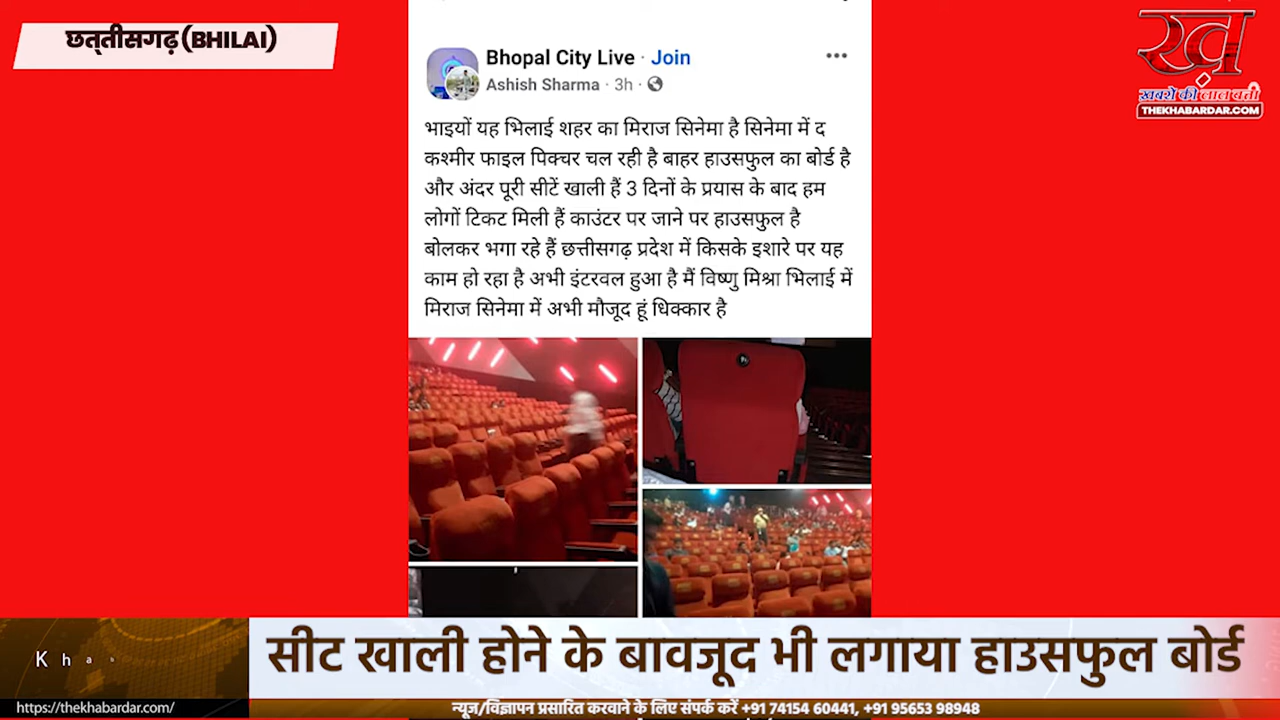 छत्तीसगढ़ (BHILAI)
ख़
खबरों की लाल बत्ती
THEKHABARDAR.COM
Bhopal City Live · Join
Ashish Sharma · 3h ·
भाइयों यह भिलाई शहर का मिराज सिनेमा है सिनेमा में द
कश्मीर फाइल पिक्चर चल रही है बाहर हाउसफुल का बोर्ड है
और अंदर पूरी सीटें खाली हैं 3 दिनों के प्रयास के बाद हम
लोगों टिकट मिली हैं काउंटर पर जाने पर हाउसफुल है
बोलकर भगा रहे हैं छत्तीसगढ़ प्रदेश में किसके इशारे पर यह
काम हो रहा है अभी इंटरवल हुआ है मैं विष्णु मिश्रा भिलाई में
मिराज सिनेमा में अभी मौजूद हूं धिक्कार है
सीट खाली होने के बावजूद भी लगाया हाउसफुल बोर्ड
K h a
https://thekhabardar.com/
न्यूज/विज्ञापन प्रसारित करवाने के लिए संपर्क करें +91 74154 60441, +91 95653 98948